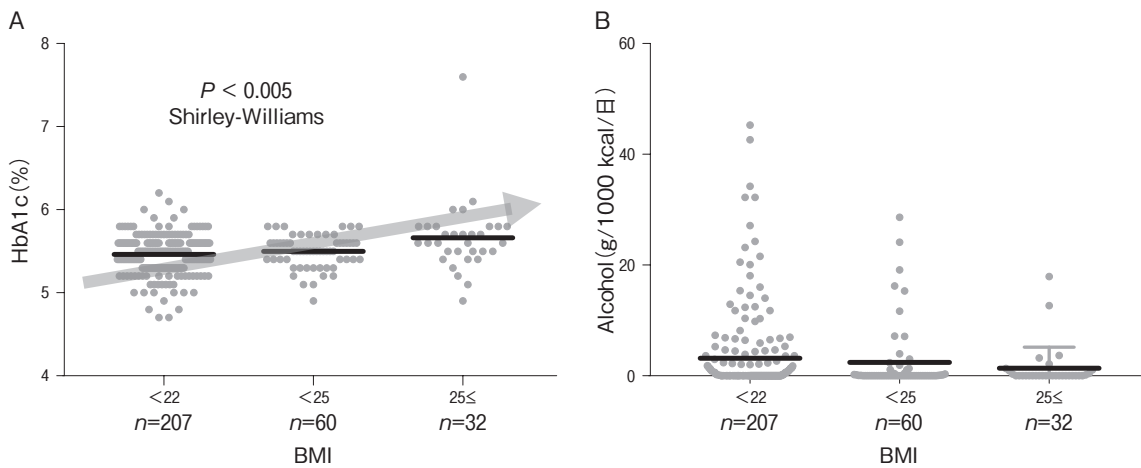 A
HbA1c(%)
8
7
6
5
4
P < 0.005
Shirley-Williams
<22
<25
25≤
n=207
n=60
n=32
BMI
B
Alcohol(g/1000 kcal/日)
60
40
20
0
<22
<25
25≤
n=207
n=60
n=32
BMI